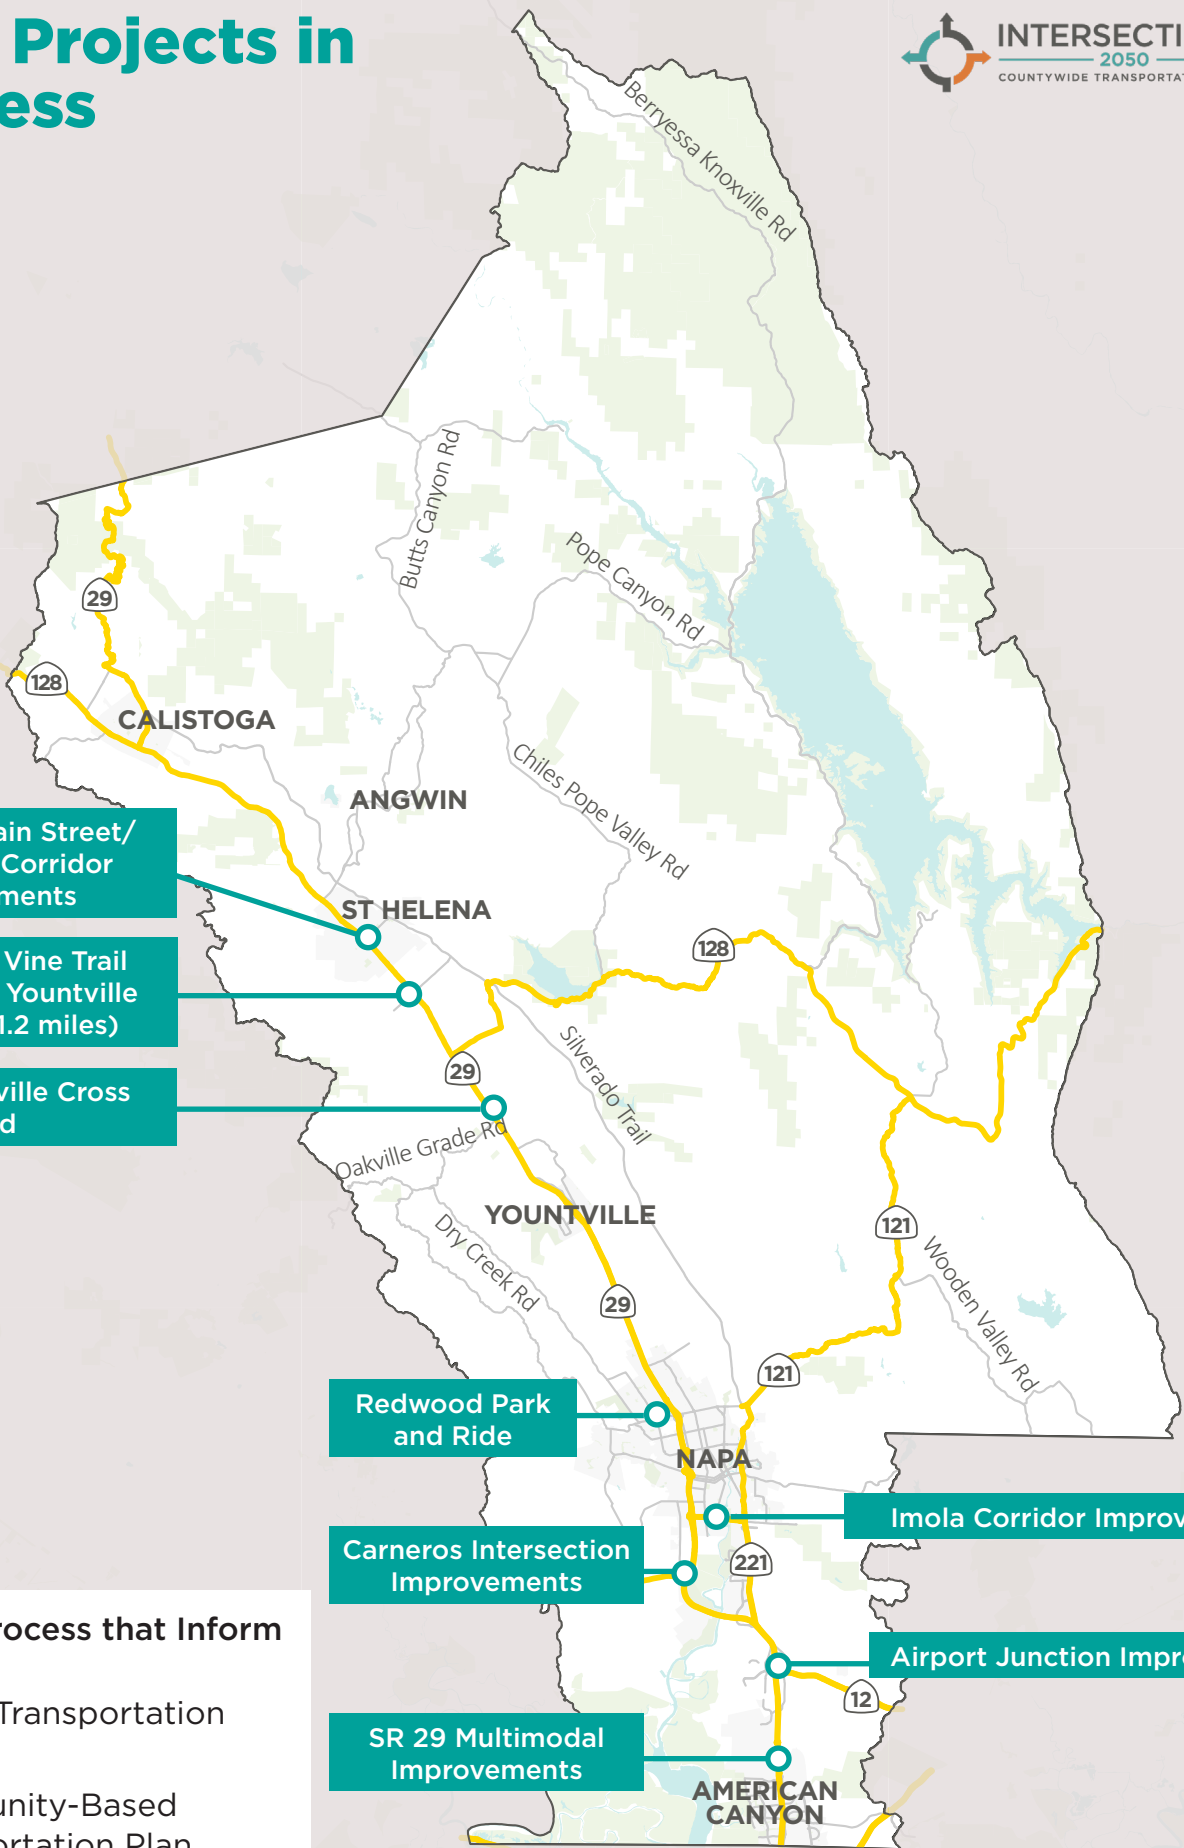 Projects in
ess
INTERSECTI
2050
COUNTYWIDE TRANSPORTAT
Berryessa Knoxville Rd
Butts Canyon Rd
Pope Canyon Rd
29
128
CALISTOGA
ANGWIN
Chiles Pope Valley Rd
ain Street/
Corridor
ments
ST HELENA
128
Vine Trail
Yountville
1.2 miles)
Silverado Trail
29
ville Cross
d
Oakville Grade Rd
YOUNTVILLE
Dry Creek Rd
121
Wooden Valley Rd
29
121
Redwood Park
and Ride
NAPA
Imola Corridor Improv
Carneros Intersection
Improvements
221
rocess that Inform
Airport Junction Impro
Transportation
12
SR 29 Multimodal
Improvements
AMERICAN
CANYON
unity-Based
ortation Plan